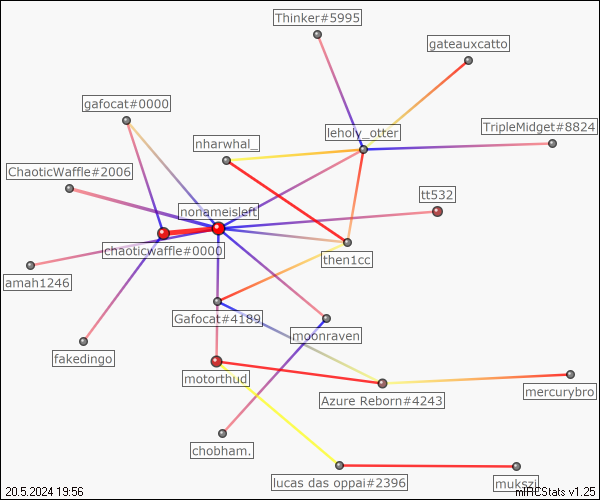 Thinker#5995
gateauxcatto
gafocat#0000
TripleMidget#8824
leholy_otter
nharwhal_
ChaoticWaffle#2006
tt532
nonameisleft
chaoticwaffle#0000
then1cc
amah1246
Gafocat#4189
moonraven
fakedingo
motorthud
mercurybro
Azure Reborn#4243
chobham.
lucas das oppai#2396
mukszi
20.5.2024 19:56
mIRCStats v1.25